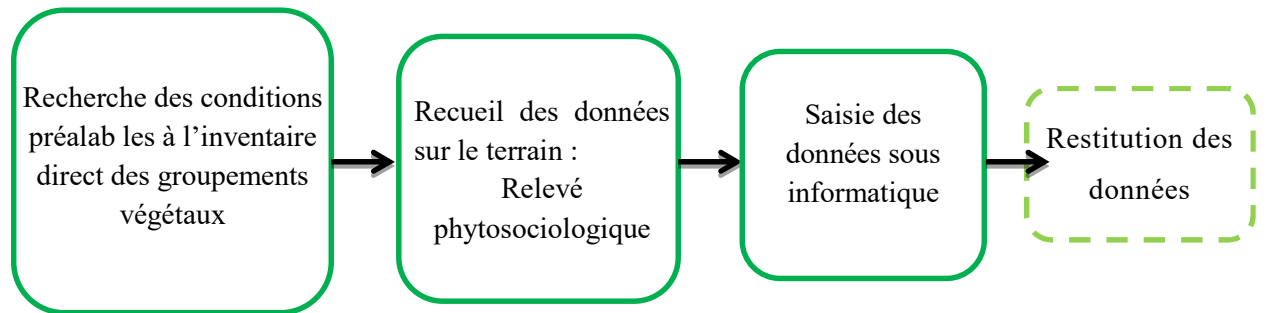 Recherche des conditions
préalab les à l’inventaire
direct des groupements
végétaux
Recueil des données
sur le terrain :
Relevé
phytosociologique
Saisie des
données sous
informatique
Restitution des
données